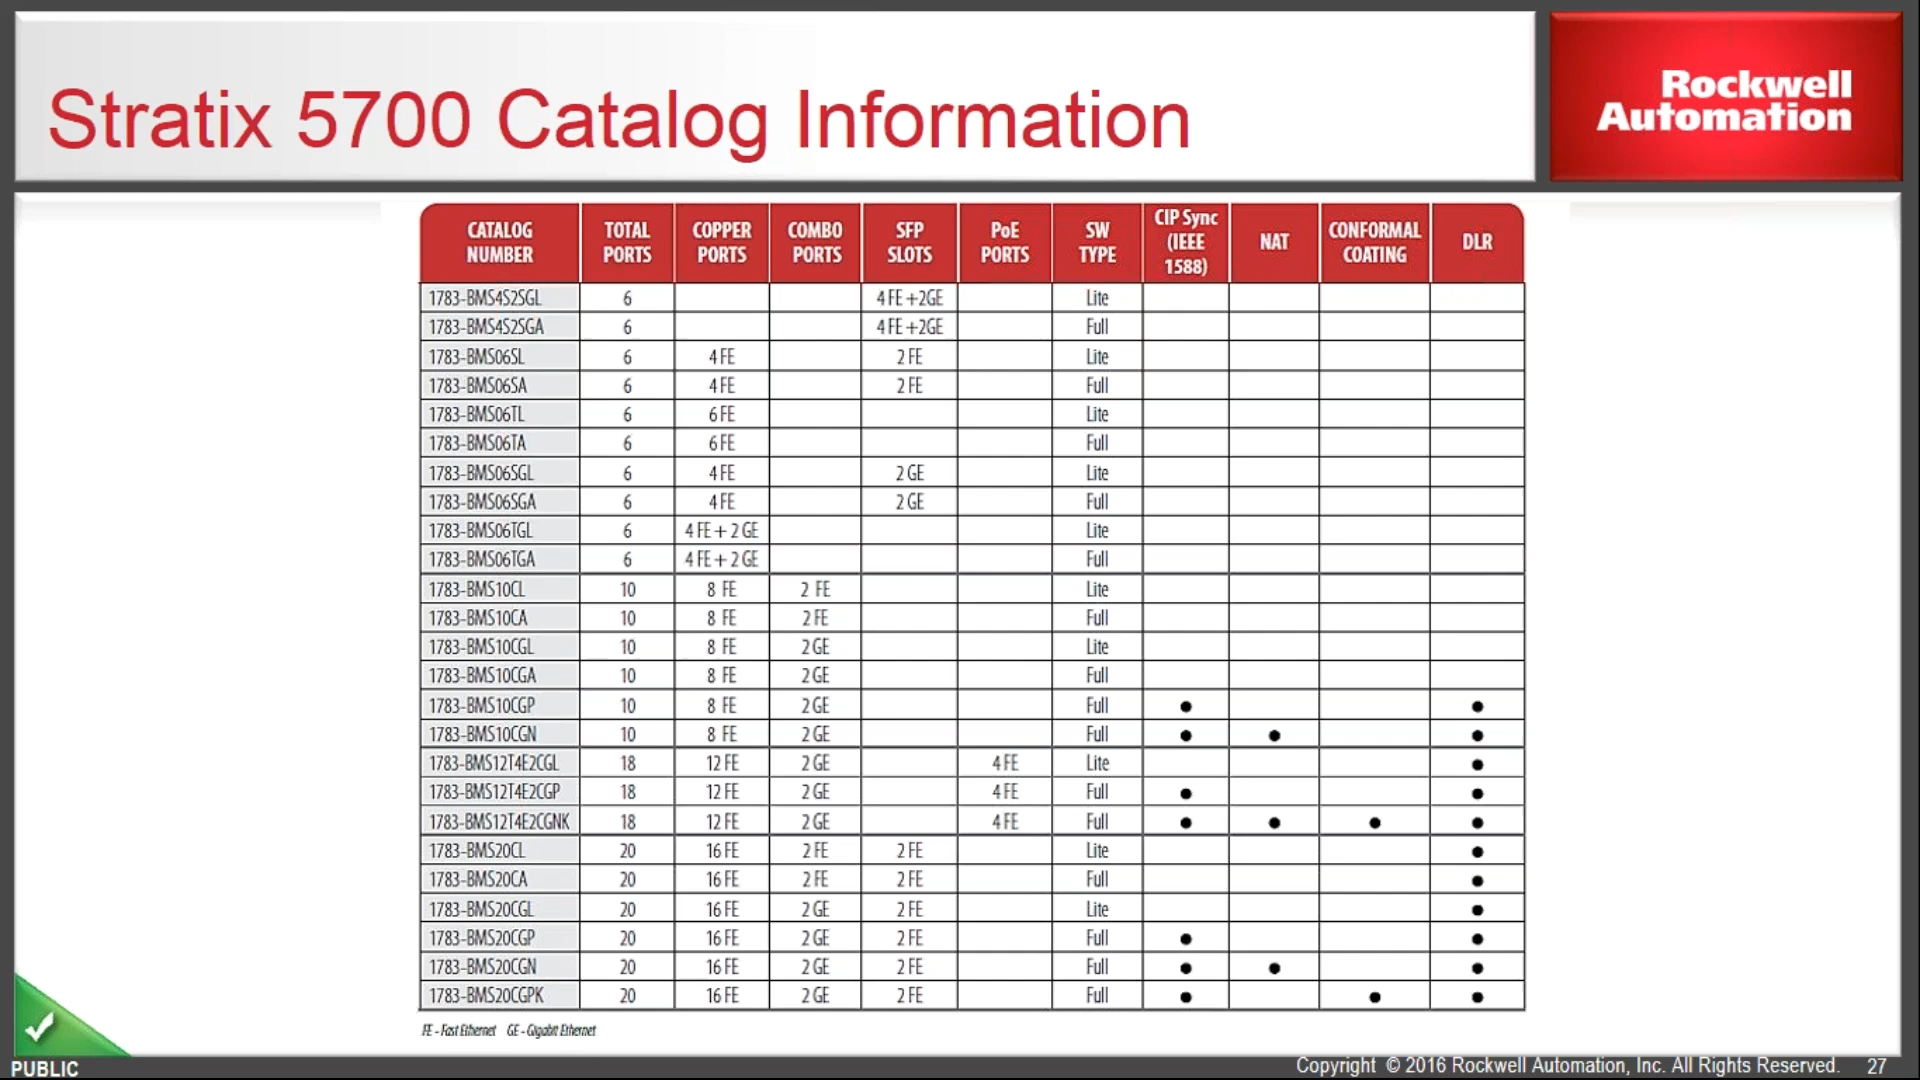 Stratix 5700 Catalog Information
Rockwell
Automation
CATALOG NUMBER TOTAL PORTS COPPER PORTS COMBO PORTS SFP SLOTS PoE PORTS SW TYPE CIP Sync (IEEE 1588) NAT CONFORMAL COATING DLR
1783-BMS4S2SGL 6 4 FE +2GE Lite
1783-BMS4S2SGA 6 4 FE +2GE Full
1783-BMS06SL 6 4 FE 2 FE Lite
1783-BMS06SA 6 4 FE 2 FE Full
1783-BMS06TL 6 6 FE Lite
1783-BMS06TA 6 6 FE Full
1783-BMS06SGL 6 4 FE 2 GE Lite
1783-BMS06SGA 6 4 FE 2 GE Full
1783-BMS06TGL 6 4 FE + 2 GE Lite
1783-BMS06TGA 6 4 FE + 2 GE Full
1783-BMS10CL 10 8 FE 2 FE Lite
1783-BMS10CA 10 8 FE 2 FE Full
1783-BMS10CGL 10 8 FE 2 GE Lite
1783-BMS10CGA 10 8 FE 2 GE Full
1783-BMS10CGP 10 8 FE 2 GE Full ● ●
1783-BMS10CGN 10 8 FE 2 GE Full ● ● ●
1783-BMS12T4E2CGL 18 12 FE 2 GE 4 FE Lite ●
1783-BMS12T4E2CGP 18 12 FE 2 GE 4 FE Full ● ●
1783-BMS12T4E2CGNK 18 12 FE 2 GE 4 FE Full ● ● ● ●
1783-BMS20CL 20 16 FE 2 FE 2 FE Lite ●
1783-BMS20CA 20 16 FE 2 FE 2 FE Full ●
1783-BMS20CGL 20 16 FE 2 GE 2 FE Lite ●
1783-BMS20CGP 20 16 FE 2 GE 2 FE Full ● ●
1783-BMS20CGN 20 16 FE 2 GE 2 FE Full ● ● ●
1783-BMS20CGPK 20 16 FE 2 GE 2 FE Full ● ● ●
FE - Fast Ethernet GE - Gigabit Ethernet
PUBLIC
Copyright © 2016 Rockwell Automation, Inc. All Rights Reserved. 27